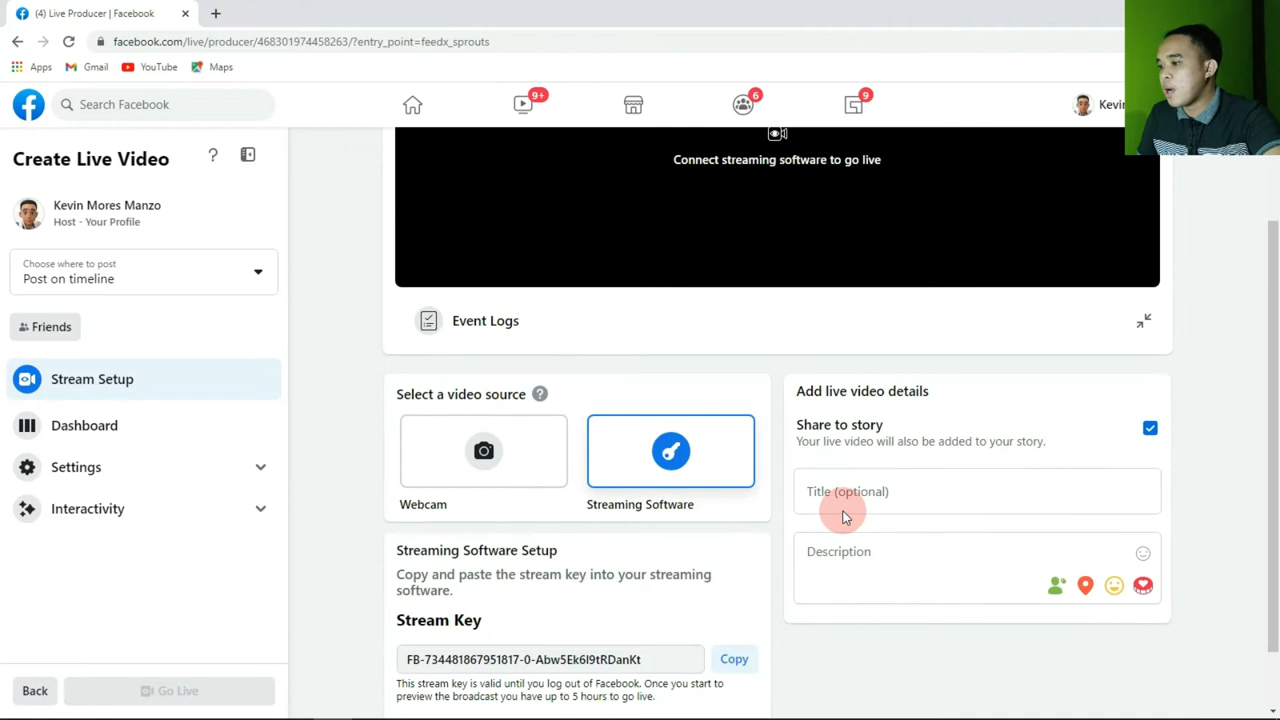 (4) Live Producer | Facebook
facebook.com/live/producer/468301974458263/?entry_point=feedx_sprouts
Apps Gmail YouTube Maps
Search Facebook
9+
6
9
Kevin
Create Live Video
?
Kevin Mores Manzo
Host - Your Profile
Choose where to post
Post on timeline
Friends
Stream Setup
Dashboard
Settings
Interactivity
Back
Go Live
Connect streaming software to go live
Event Logs
Select a video source ?
Webcam
Streaming Software
Streaming Software Setup
Copy and paste the stream key into your streaming
software.
Stream Key
FB-734481867951817-0-Abw5Ek6l9tRDanKt
Copy
This stream key is valid until you log out of Facebook. Once you start to
preview the broadcast you have up to 5 hours to go live.
Add live video details
Share to story
Your live video will also be added to your story.
Title (optional)
Description